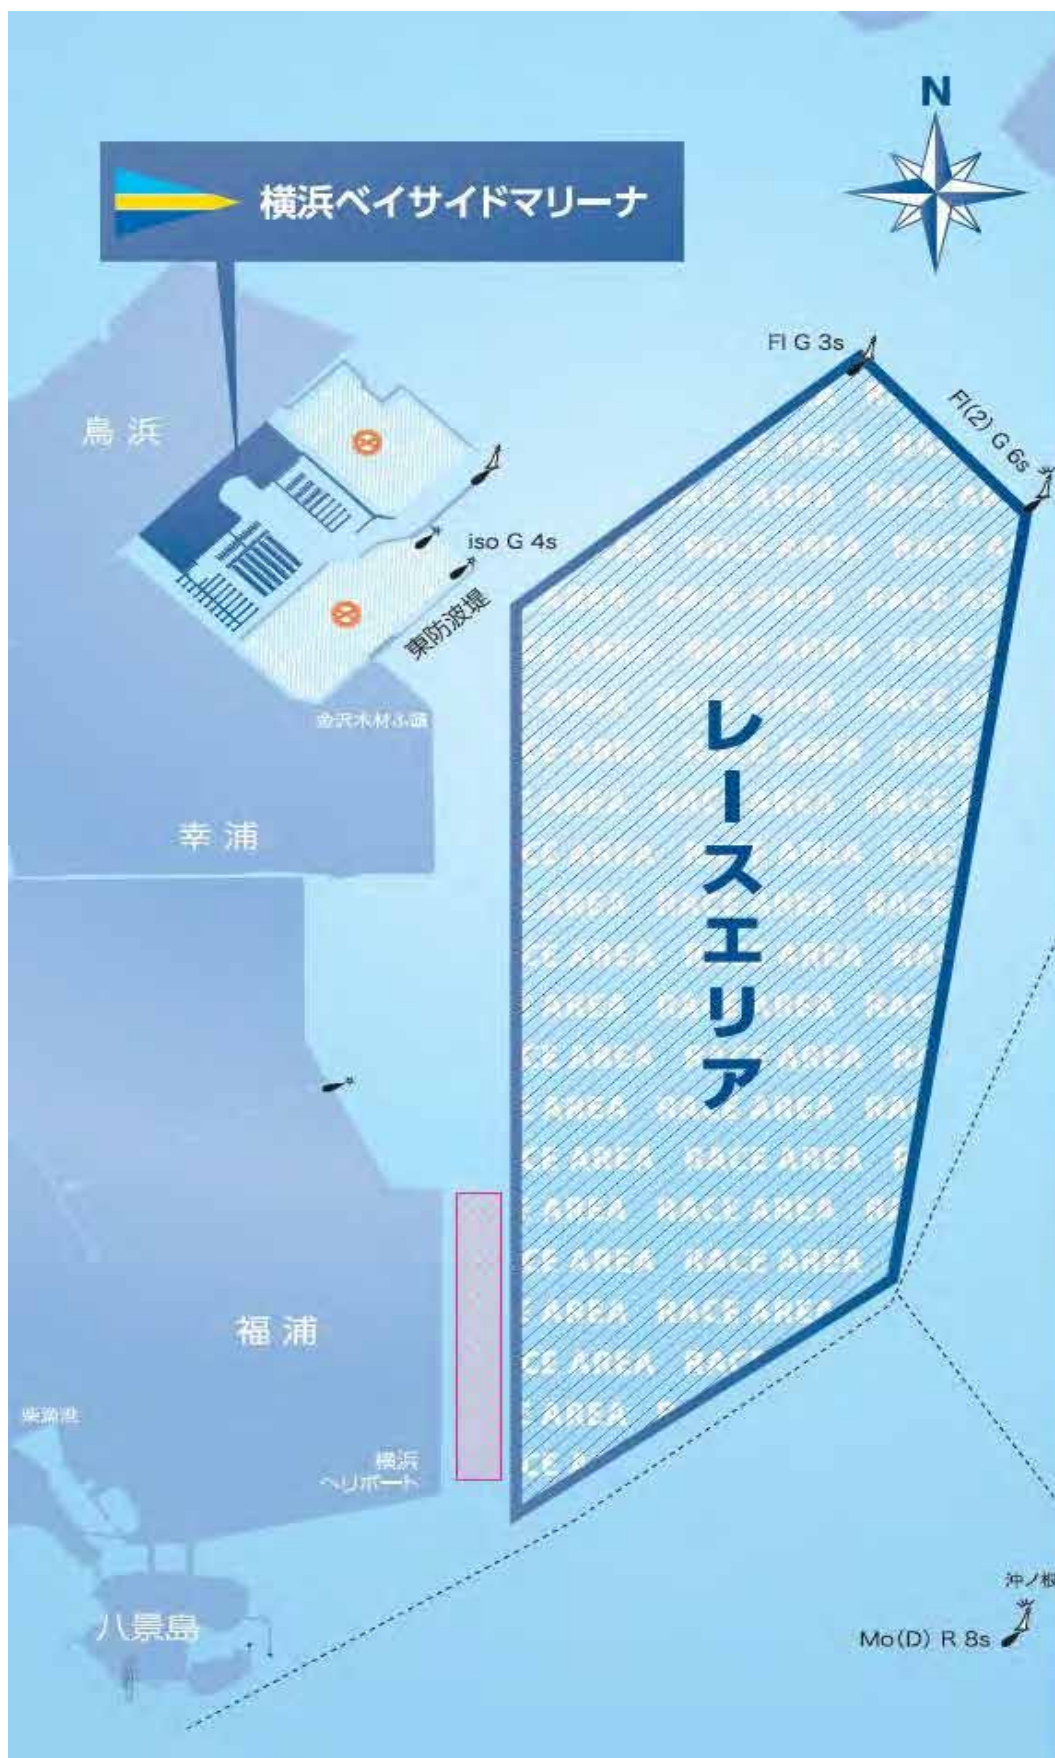 N
横浜ベイサイドマリーナ
Fl G 3s
Fl(2) G 6s
鳥浜
iso G 4s
東防波堤
金沢木材ふ頭
レースエリア
RACE AREA
幸浦
福浦
柴漁港
横浜
ヘリポート
八景島
沖ノ根
Mo(D) R 8s